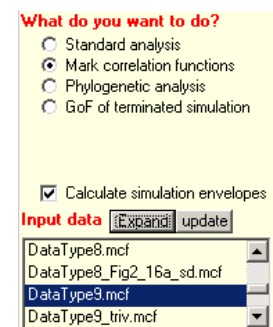 What do you want to do?
Standard analysis
Mark correlation functions
Phylogenetic analysis
GoF of terminated simulation
Calculate simulation envelopes
Input data Expand update
DataType8.mcf
DataType8_Fig2_16a_sd.mcf
DataType9.mcf
DataType9_triv.mcf